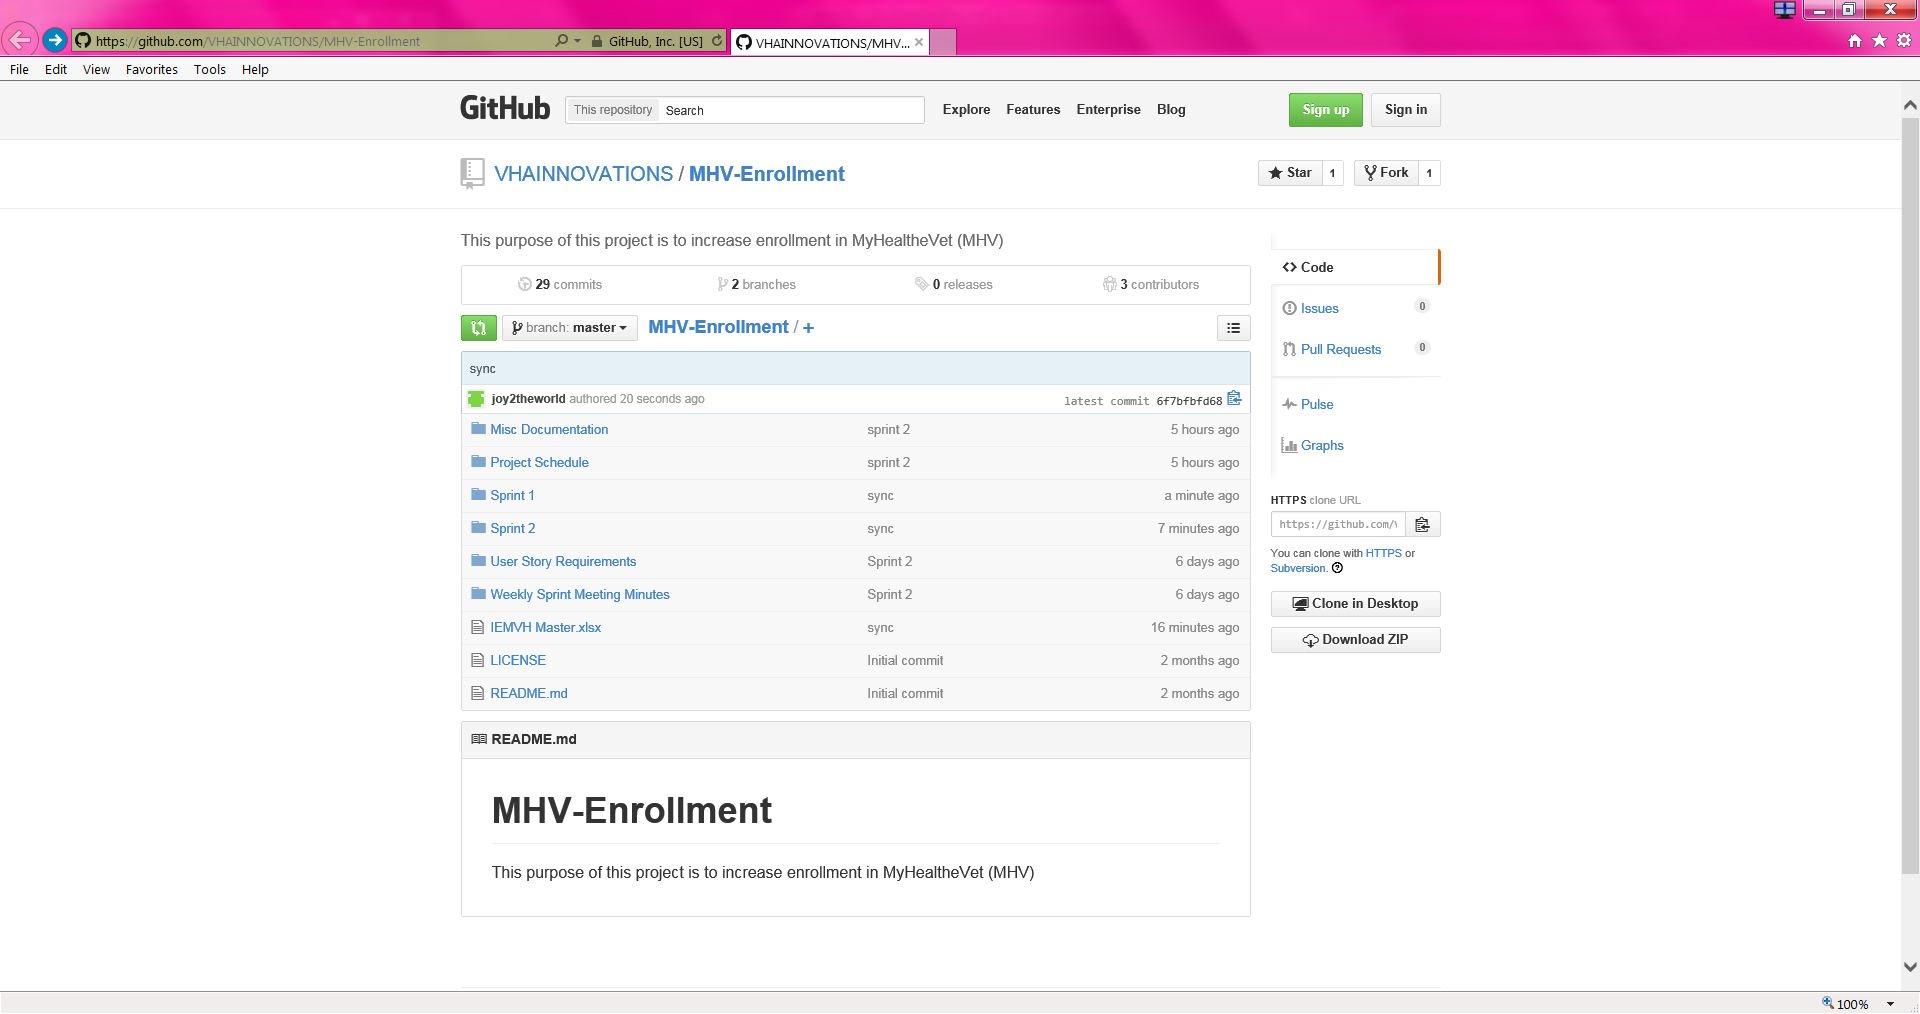 https://github.com/VHAINNOVATIONS/MHV-Enrollment GitHub, Inc. [US] VHAINNOVATIONS/MHV...
File Edit View Favorites Tools Help
GitHub This repository Search Explore Features Enterprise Blog Sign up Sign in
VHAINNOVATIONS / MHV-Enrollment Star 1 Fork 1
This purpose of this project is to increase enrollment in MyHealtheVet (MHV)
29 commits 2 branches 0 releases 3 contributors
branch: master MHV-Enrollment / +
sync
joy2theworld authored 20 seconds ago latest commit 6f7bfbfd68
Misc Documentation sprint 2 5 hours ago
Project Schedule sprint 2 5 hours ago
Sprint 1 sync a minute ago
Sprint 2 sync 7 minutes ago
User Story Requirements Sprint 2 6 days ago
Weekly Sprint Meeting Minutes Sprint 2 6 days ago
IEMVH Master.xlsx sync 16 minutes ago
LICENSE Initial commit 2 months ago
README.md Initial commit 2 months ago
README.md
MHV-Enrollment
This purpose of this project is to increase enrollment in MyHealtheVet (MHV)
Code
Issues 0
Pull Requests 0
Pulse
Graphs
HTTPS clone URL
https://github.com/
You can clone with HTTPS or
Subversion.
Clone in Desktop
Download ZIP
100%